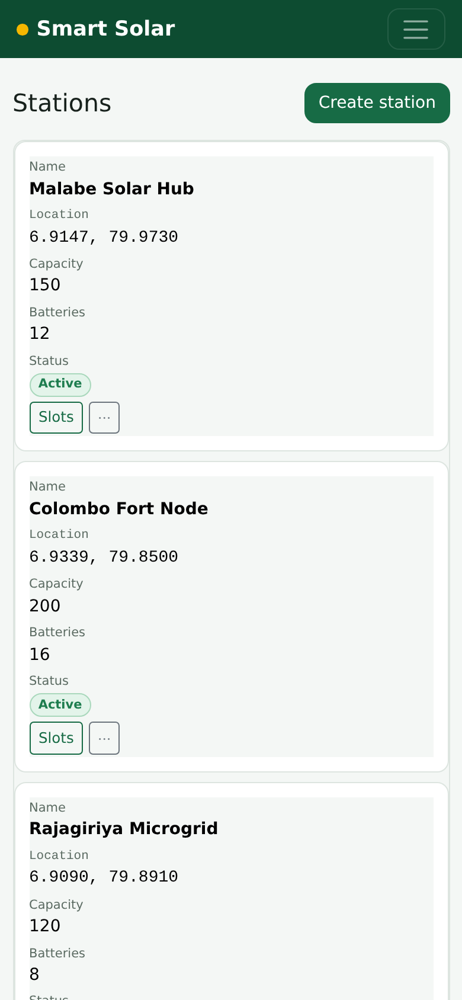 Smart Solar
Stations
Create station
Name
Malabe Solar Hub
Location
6.9147, 79.9730
Capacity
150
Batteries
12
Status
Active
Slots
...
Name
Colombo Fort Node
Location
6.9339, 79.8500
Capacity
200
Batteries
16
Status
Active
Slots
...
Name
Rajagiriya Microgrid
Location
6.9090, 79.8910
Capacity
120
Batteries
8
Status